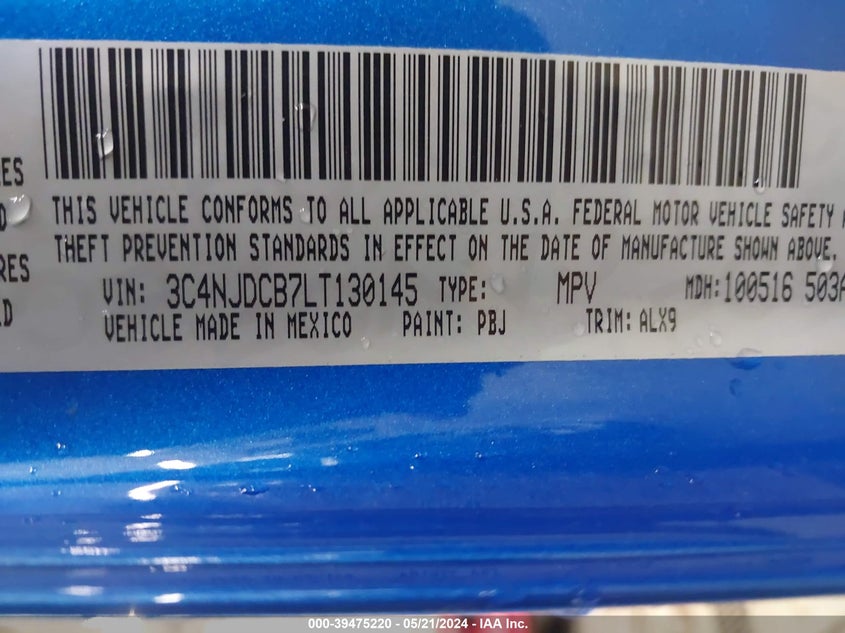 ES
THIS VEHICLE CONFORMS TO ALL APPLICABLE U.S.A. FEDERAL MOTOR VEHICLE SAFETY
D
THEFT PREVENTION STANDARDS IN EFFECT ON THE DATE OF MANUFACTURE SHOWN ABOVE.
RES
VIN: 3C4NJDCB7LT130145 TYPE: MPV MDH:100516 503A
D
VEHICLE MADE IN MEXICO PAINT: PBJ TRIM: ALX9
000-39475220 - 05/21/2024 - IAA Inc.